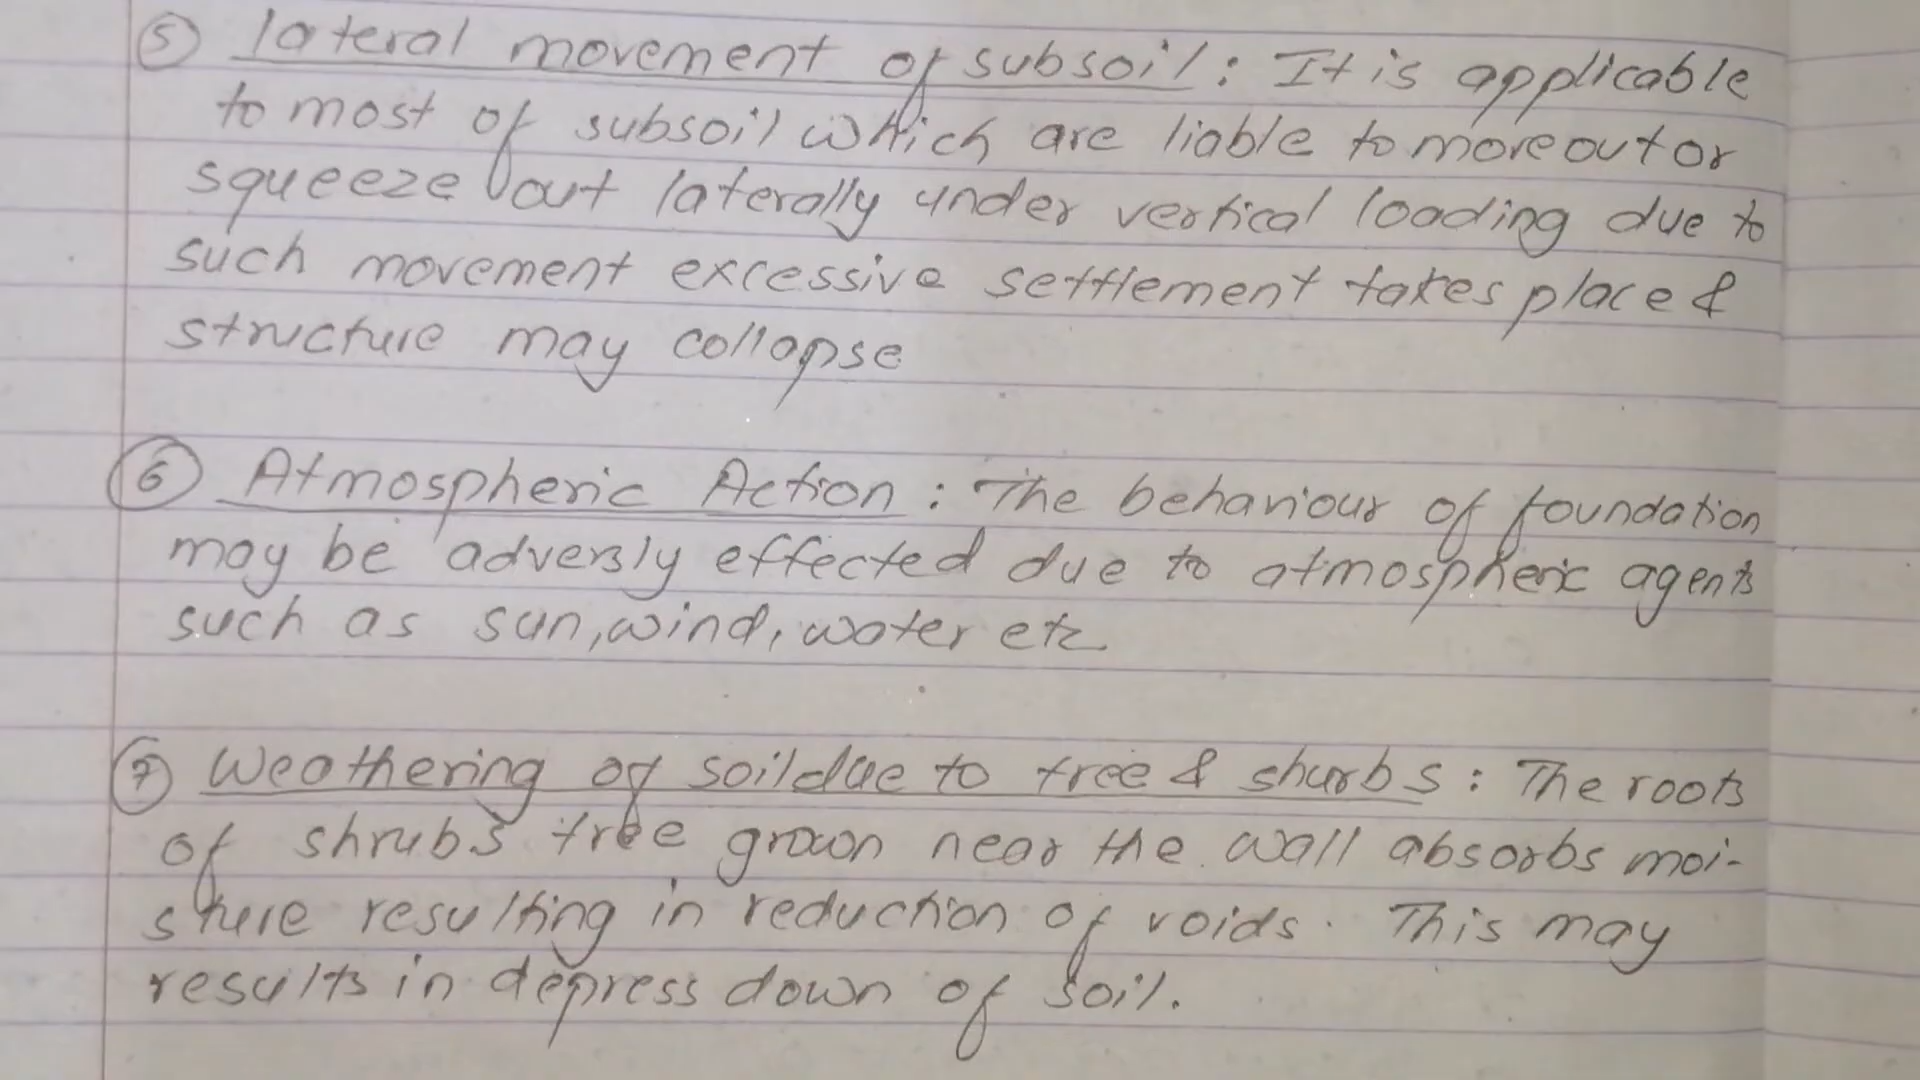 ⑤ lateral movement of subsoil : It is applicable
to most of subsoil which are liable to move out or
squeeze out laterally under vertical loading due to
such movement excessive settlement takes place &
structure may collapse
⑥ Atmospheric Action : The behaviour of foundation
may be adversly effected due to atmospheric agents
such as sun, wind, water etc.
⑦ Weathering of soil due to tree & shurbs : The roots
of shrubs tree grown near the wall absorbs moi-
sture resulting in reduction of voids. This may
results in depress down of soil.